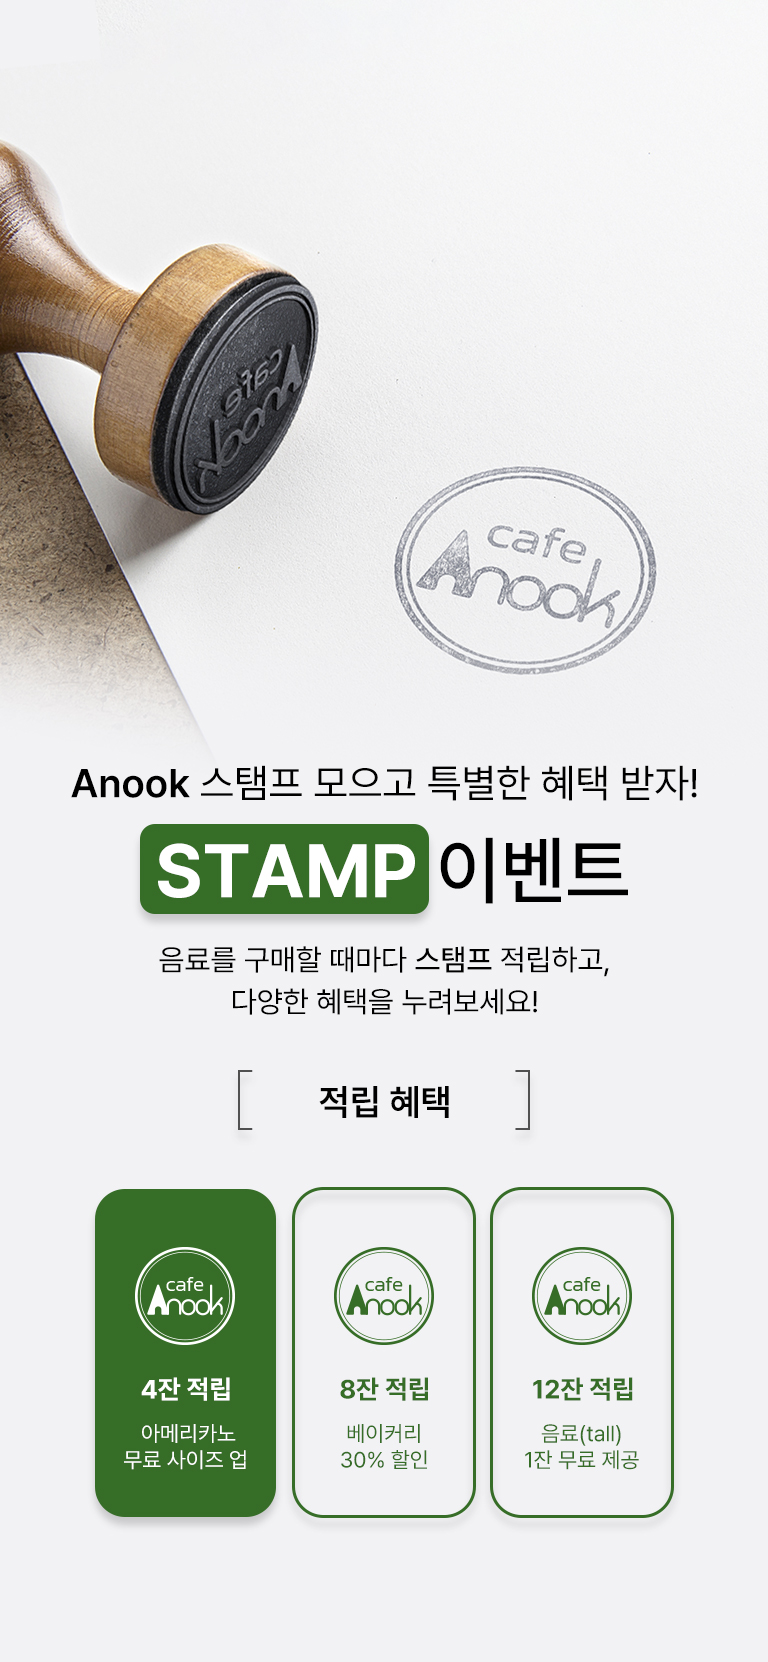 cafe
Anook
cafe
Anook
Anook 스탬프 모으고 특별한 혜택 받자!
STAMP 이벤트
음료를 구매할 때마다 스탬프 적립하고,
다양한 혜택을 누려보세요!
적립 혜택
cafe
Anook
4잔 적립
아메리카노
무료 사이즈 업
cafe
Anook
8잔 적립
베이커리
30% 할인
cafe
Anook
12잔 적립
음료(tall)
1잔 무료 제공